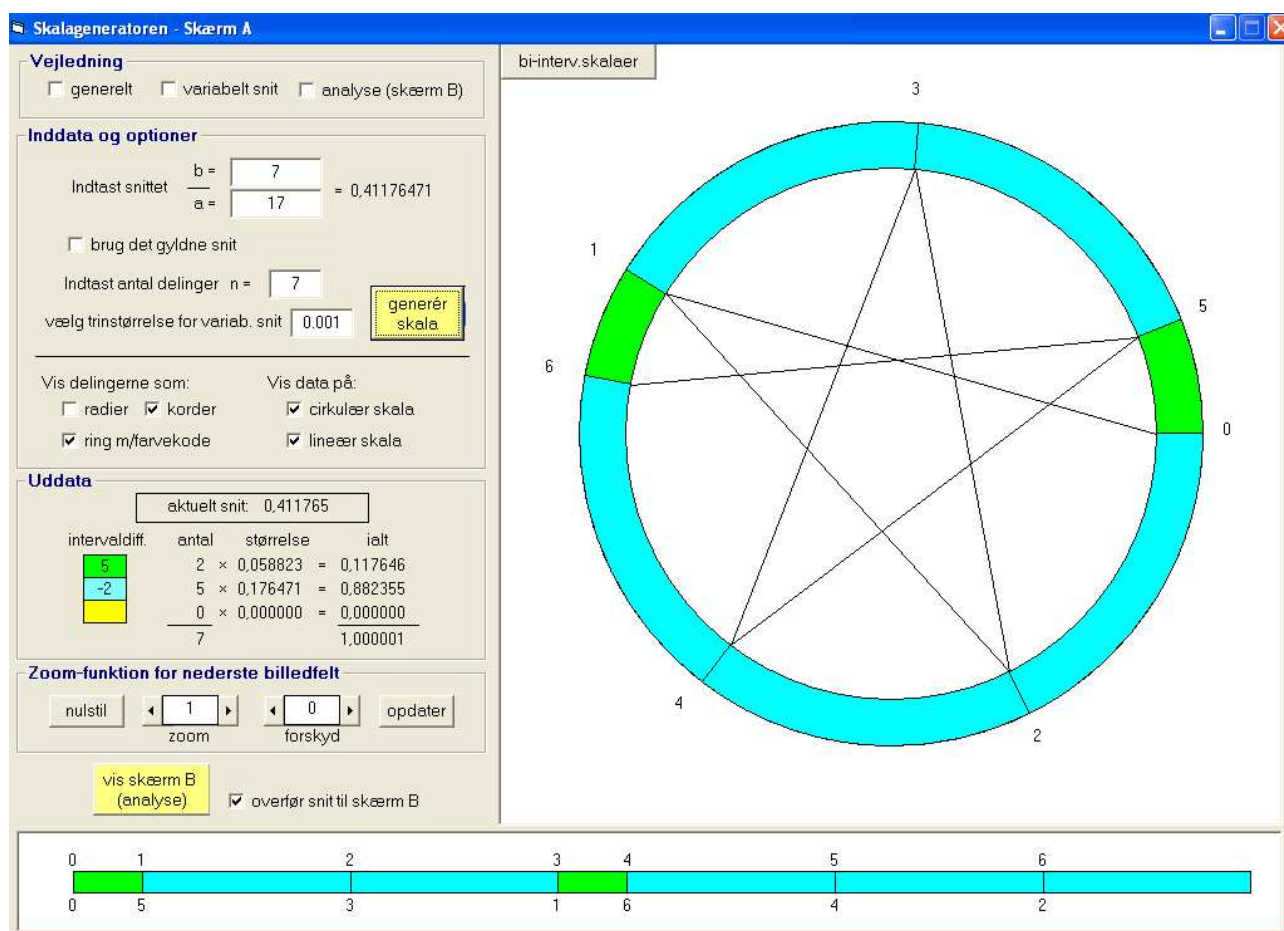 Skalageneratoren - Skærm A
Vejledning
generelt variabelt snit analyse (skærm B)
Inddata og optioner
Indtast snittet b = 7
a = 17
= 0,41176471
brug det gyldne snit
Indtast antal delinger n = 7
vælg trinstørrelse for variab. snit 0.001
generér
skala
Vis delingerne som: Vis data på:
radier korder cirkulær skala
ring m/farvekode lineær skala
Uddata
aktuelt snit: 0,411765
intervaldiff. antal størrelse ialt
5 2 × 0,058823 = 0,117646
-2 5 × 0,176471 = 0,882355
0 × 0,000000 = 0,000000
7 1,000001
Zoom-funktion for nederste billedfelt
nulstil 1 0 opdater
zoom forskyd
vis skærm B
(analyse)
overfør snit til skærm B
bi-interv.skalaer
3
1
5
6
0
4
2
0 1 2 3 4 5 6
0 5 3 1 6 4 2